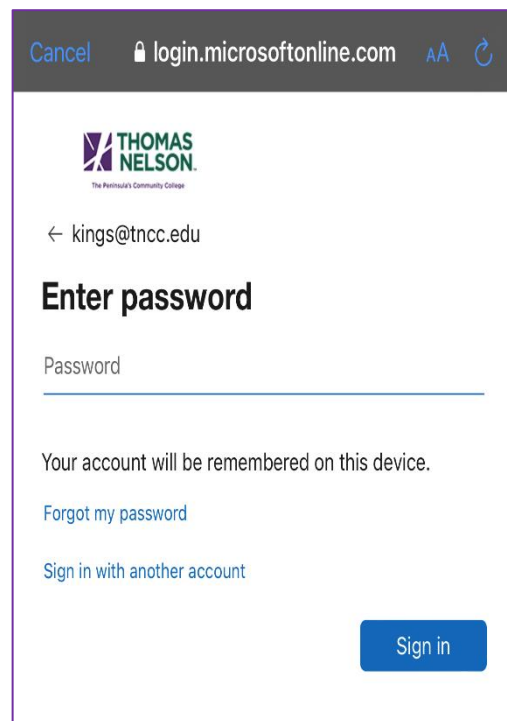 Cancel login.microsoftonline.com AA
THOMAS
NELSON
The Peninsula's Community College
← kings@tncc.edu
Enter password
Password
Your account will be remembered on this device.
Forgot my password
Sign in with another account
Sign in